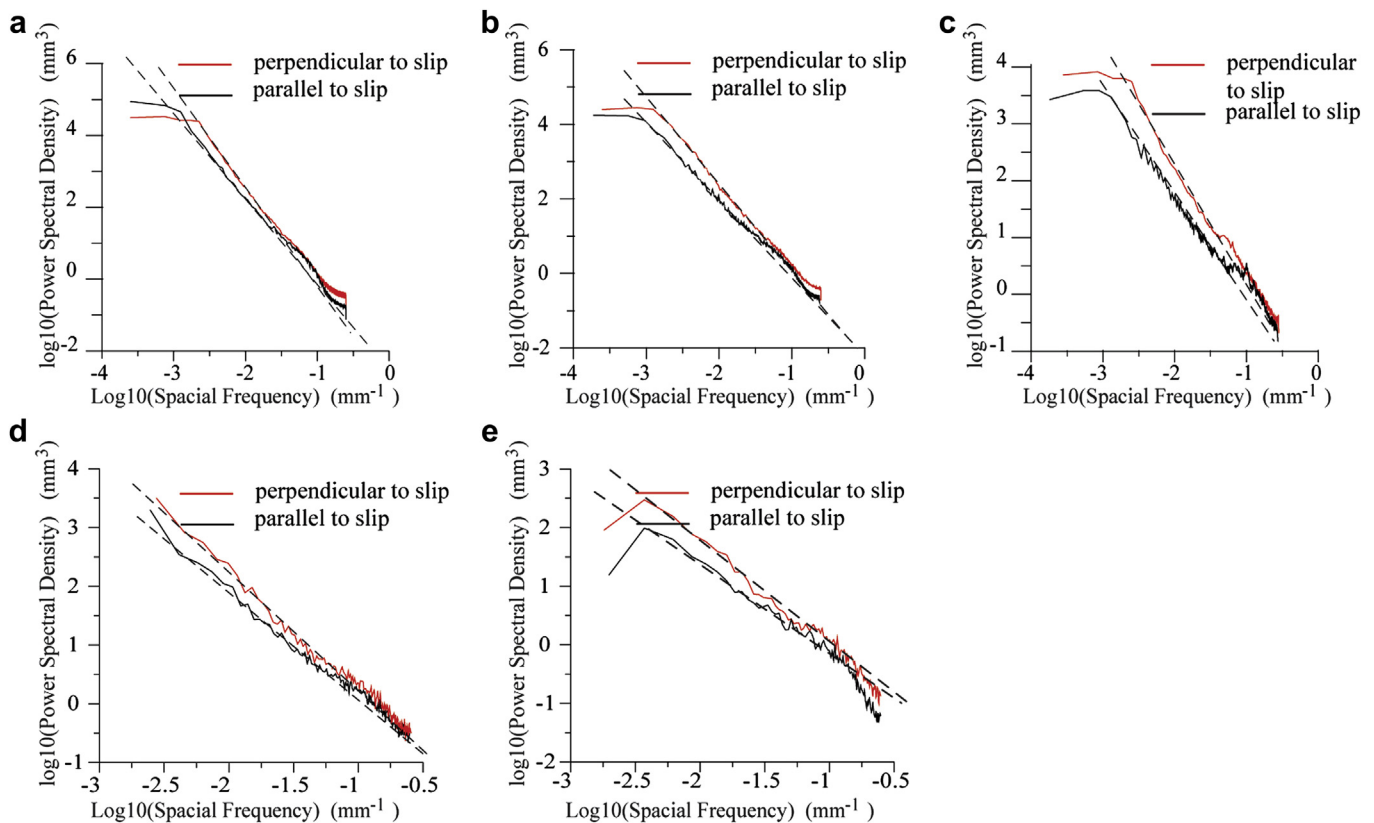 a
log10(Power Spectral Density) (mm3)
6
4
2
0
-2
perpendicular to slip
parallel to slip
-4 -3 -2 -1 0
Log10(Spacial Frequency) (mm-1 )
b
log10(Power Spectral Density) (mm3)
6
4
2
0
-2
perpendicular to slip
parallel to slip
-4 -3 -2 -1 0
Log10(Spacial Frequency) (mm-1 )
c
log10(Power Spectral Density) (mm3)
4
3
2
1
0
-1
perpendicular
to slip
parallel to slip
-4 -3 -2 -1 0
Log10(Spacial Frequency) (mm-1 )
d
log10(Power Spectral Density) (mm3)
4
3
2
1
0
-1
perpendicular to slip
parallel to slip
-3 -2.5 -2 -1.5 -1 -0.5
Log10(Spacial Frequency) (mm-1 )
e
log10(Power Spectral Density) (mm3)
3
2
1
0
-1
-2
perpendicular to slip
parallel to slip
-3 -2.5 -2 -1.5 -1 -0.5
Log10(Spacial Frequency) (mm-1 )